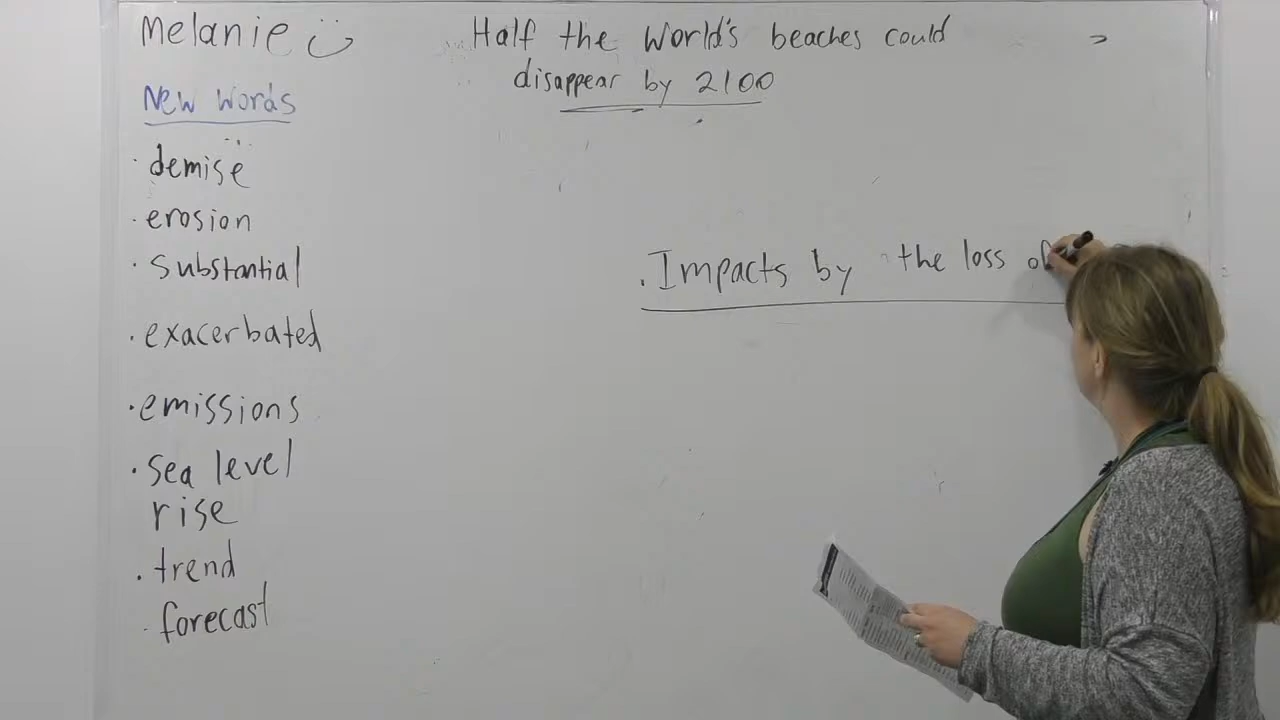 Melanie
Half the World's beaches could
disappear by 2100
New Words
· demise
· erosion
· Substantial
· exacerbated
· emissions
· sea level
rise
· trend
· forecast
. Impacts by the loss of